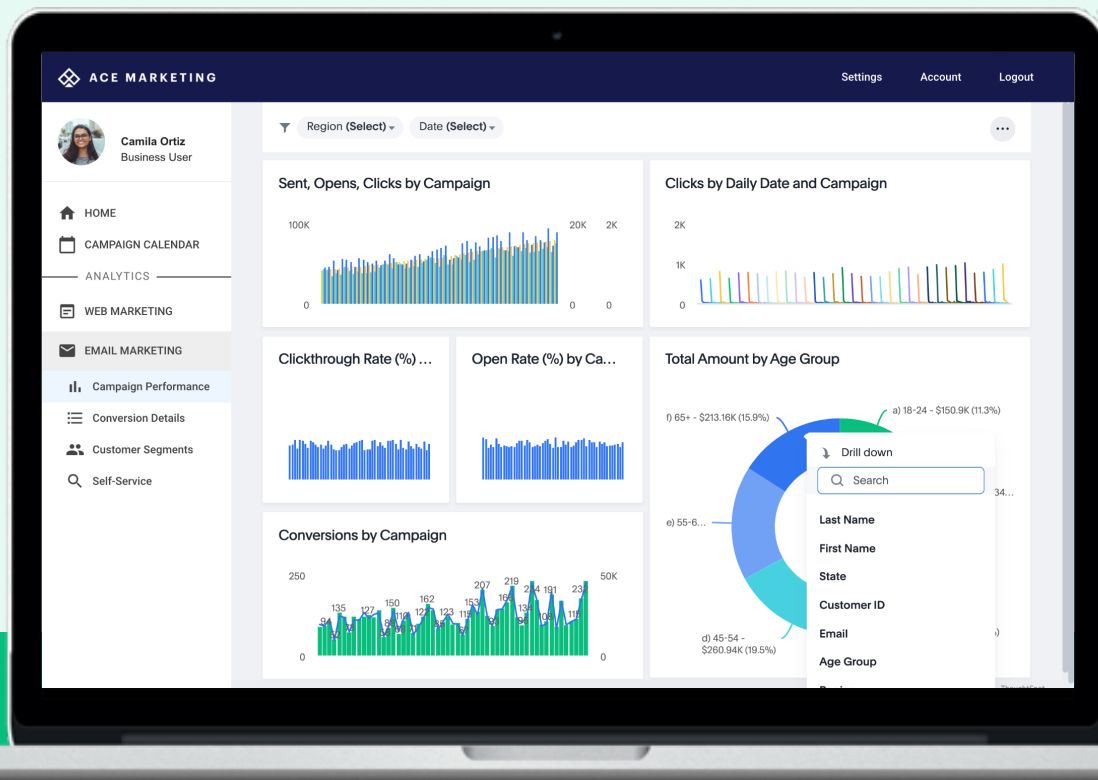 ACE MARKETING
Settings
Account
Logout
Camila Ortiz
Business User
HOME
CAMPAIGN CALENDAR
ANALYTICS
WEB MARKETING
EMAIL MARKETING
Campaign Performance
Conversion Details
Customer Segments
Self-Service
Region (Select)
Date (Select)
Sent, Opens, Clicks by Campaign
100K
20K
2K
0
0
0
Clicks by Daily Date and Campaign
2K
1K
0
Clickthrough Rate (%) ...
Open Rate (%) by Ca...
Conversions by Campaign
250
50K
135
127
150
162
123
153
207
219
191
94
0
0
Total Amount by Age Group
f) 65+ - $213.16K (15.9%)
a) 18-24 - $150.9K (11.3%)
34...
e) 55-6...
d) 45-54 -
$260.94K (19.5%)
Drill down
Search
Last Name
First Name
State
Customer ID
Email
Age Group